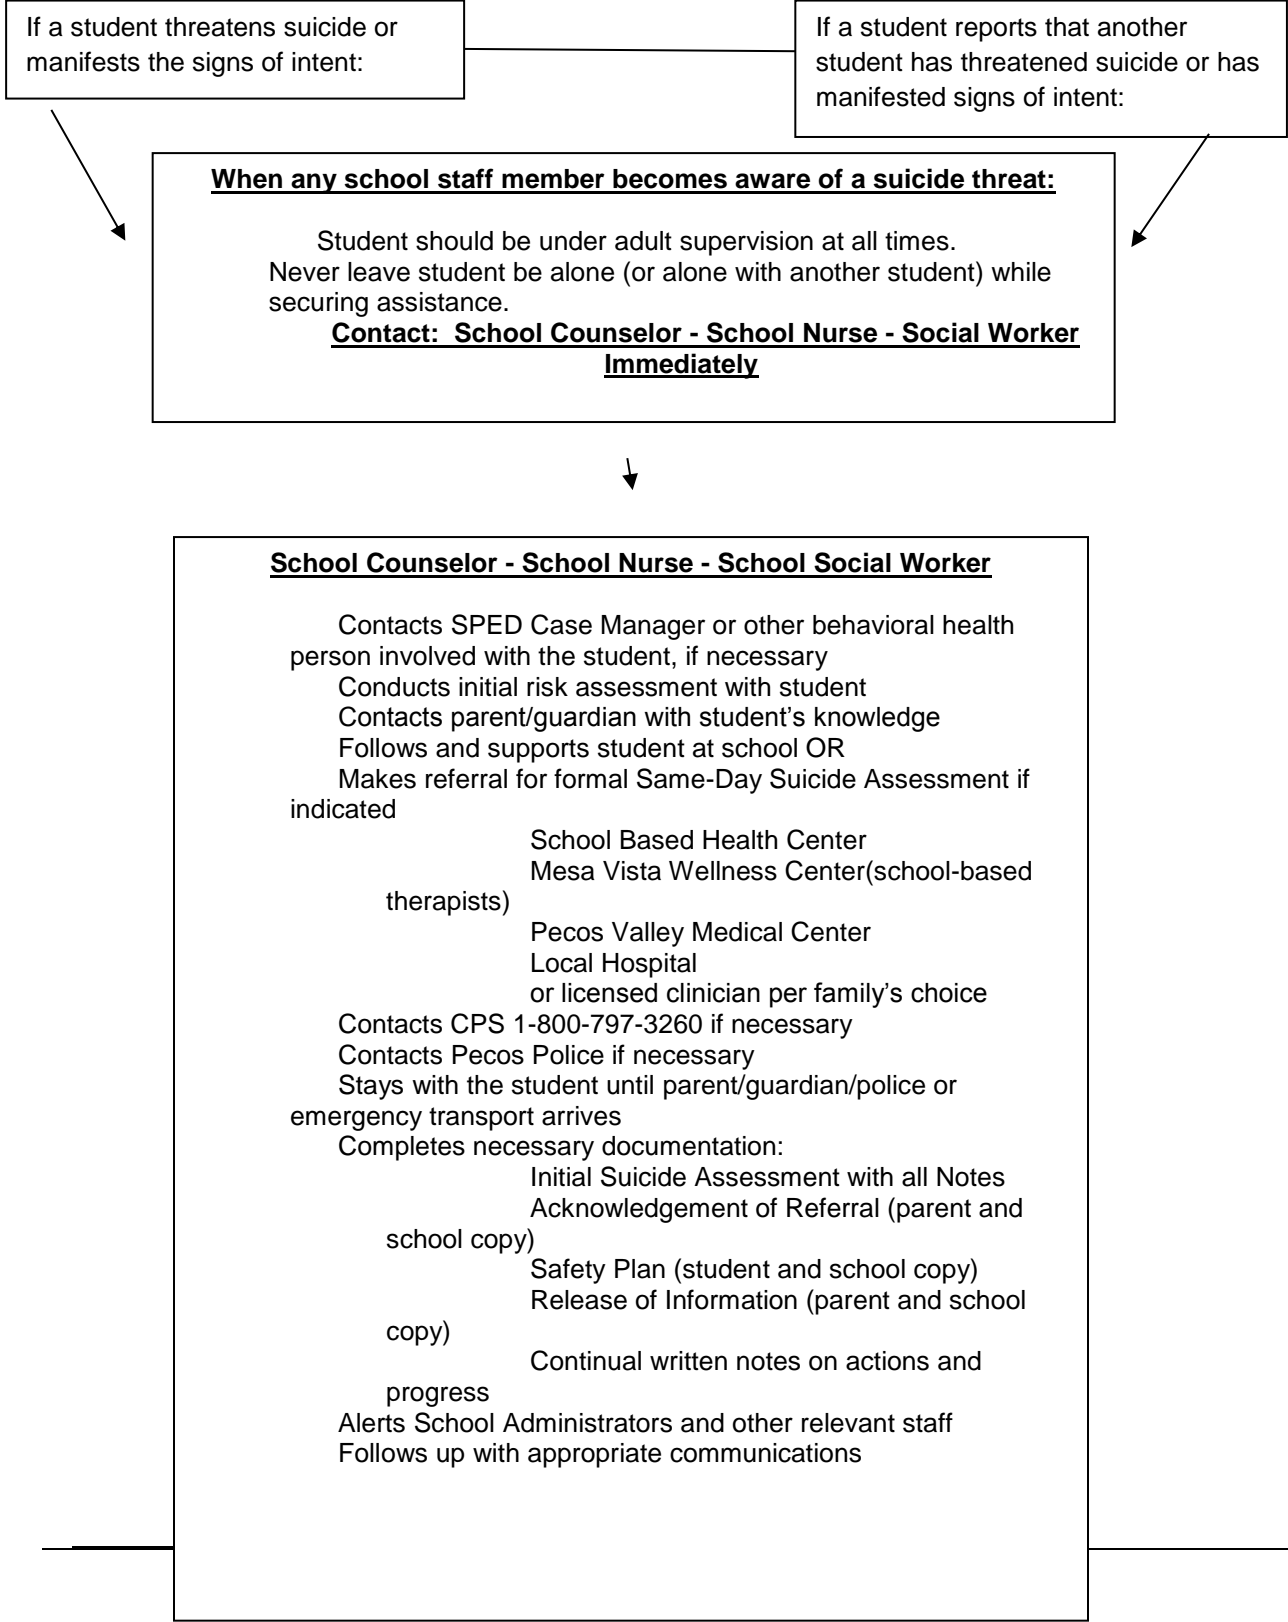 If a student threatens suicide or
manifests the signs of intent:
If a student reports that another
student has threatened suicide or has
manifested signs of intent:
When any school staff member becomes aware of a suicide threat:
Student should be under adult supervision at all times.
Never leave student be alone (or alone with another student) while
securing assistance.
Contact:  School Counselor - School Nurse - Social Worker
Immediately
School Counselor - School Nurse - School Social Worker
Contacts SPED Case Manager or other behavioral health
person involved with the student, if necessary
Conducts initial risk assessment with student
Contacts parent/guardian with student’s knowledge
Follows and supports student at school OR
Makes referral for formal Same-Day Suicide Assessment if
indicated
School Based Health Center
Mesa Vista Wellness Center(school-based
therapists)
Pecos Valley Medical Center
Local Hospital
or licensed clinician per family’s choice
Contacts CPS 1-800-797-3260 if necessary
Contacts Pecos Police if necessary
Stays with the student until parent/guardian/police or
emergency transport arrives
Completes necessary documentation:
Initial Suicide Assessment with all Notes
Acknowledgement of Referral (parent and
school copy)
Safety Plan (student and school copy)
Release of Information (parent and school
copy)
Continual written notes on actions and
progress
Alerts School Administrators and other relevant staff
Follows up with appropriate communications